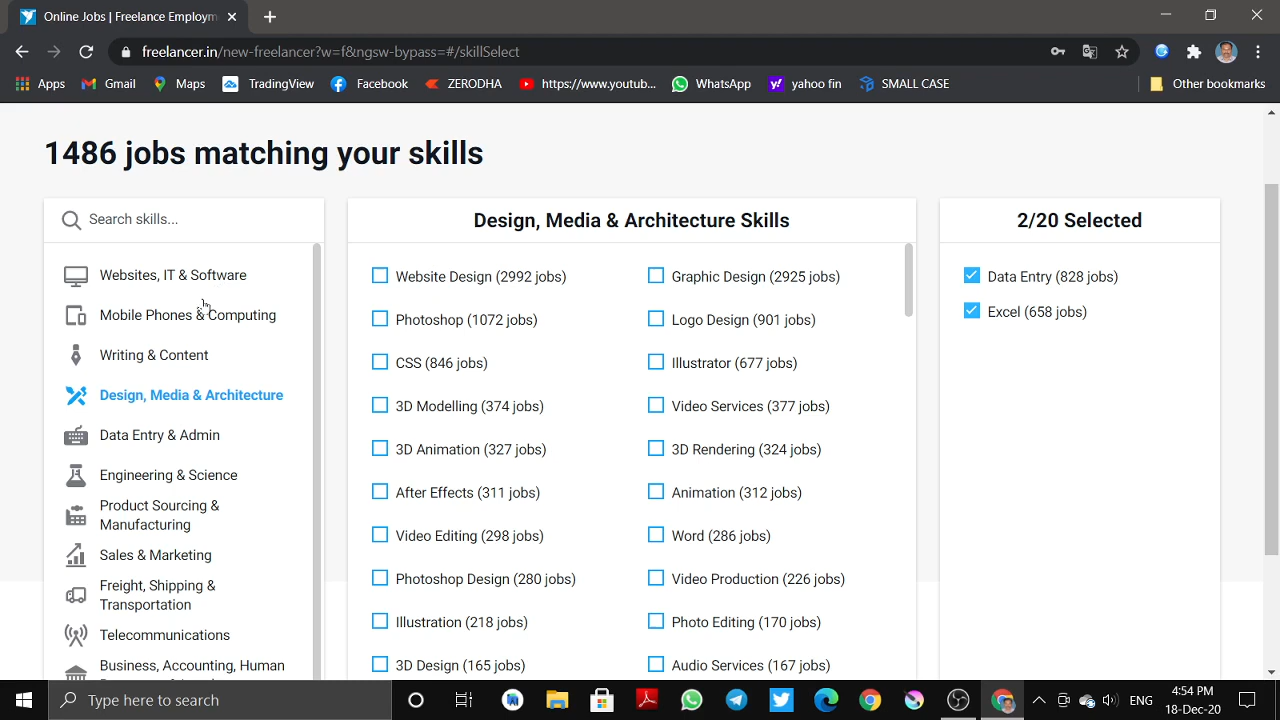 Online Jobs | Freelance Employm
freelancer.in/new-freelancer?w=f&ngsw-bypass=#/skillSelect
Apps Gmail Maps TradingView Facebook ZERODHA https://www.youtub... WhatsApp yahoo fin SMALL CASE Other bookmarks
1486 jobs matching your skills
Search skills...
Websites, IT & Software
Mobile Phones & Computing
Writing & Content
Design, Media & Architecture
Data Entry & Admin
Engineering & Science
Product Sourcing &
Manufacturing
Sales & Marketing
Freight, Shipping &
Transportation
Telecommunications
Business, Accounting, Human
Design, Media & Architecture Skills
Website Design (2992 jobs)
Graphic Design (2925 jobs)
Photoshop (1072 jobs)
Logo Design (901 jobs)
CSS (846 jobs)
Illustrator (677 jobs)
3D Modelling (374 jobs)
Video Services (377 jobs)
3D Animation (327 jobs)
3D Rendering (324 jobs)
After Effects (311 jobs)
Animation (312 jobs)
Video Editing (298 jobs)
Word (286 jobs)
Photoshop Design (280 jobs)
Video Production (226 jobs)
Illustration (218 jobs)
Photo Editing (170 jobs)
3D Design (165 jobs)
Audio Services (167 jobs)
2/20 Selected
Data Entry (828 jobs)
Excel (658 jobs)
Type here to search
ENG
4:54 PM
18-Dec-20